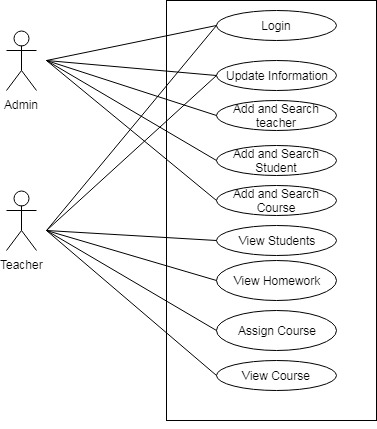 Login
Admin
Update Information
Add and Search
teacher
Add and Search
Student
Add and Search
Course
Teacher
View Students
View Homework
Assign Course
View Course